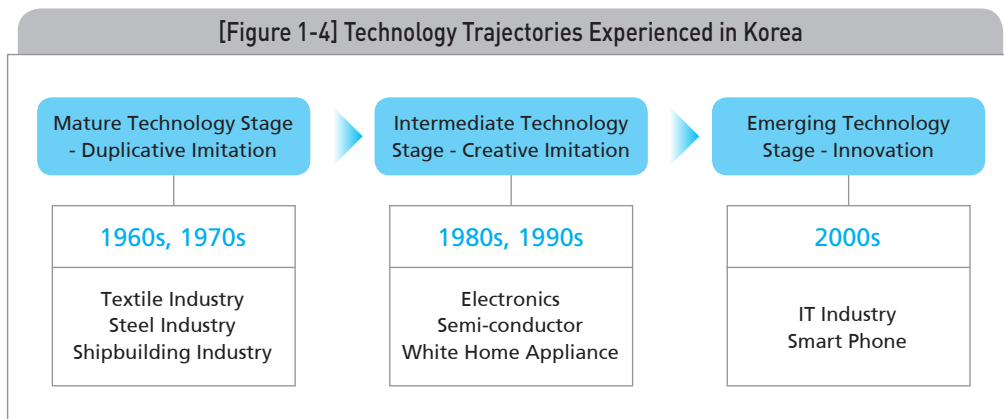 [Figure 1-4] Technology Trajectories Experienced in Korea
Mature Technology Stage
- Duplicative Imitation
1960s, 1970s
Textile Industry
Steel Industry
Shipbuilding Industry
Intermediate Technology
Stage - Creative Imitation
1980s, 1990s
Electronics
Semi-conductor
White Home Appliance
Emerging Technology
Stage - Innovation
2000s
IT Industry
Smart Phone